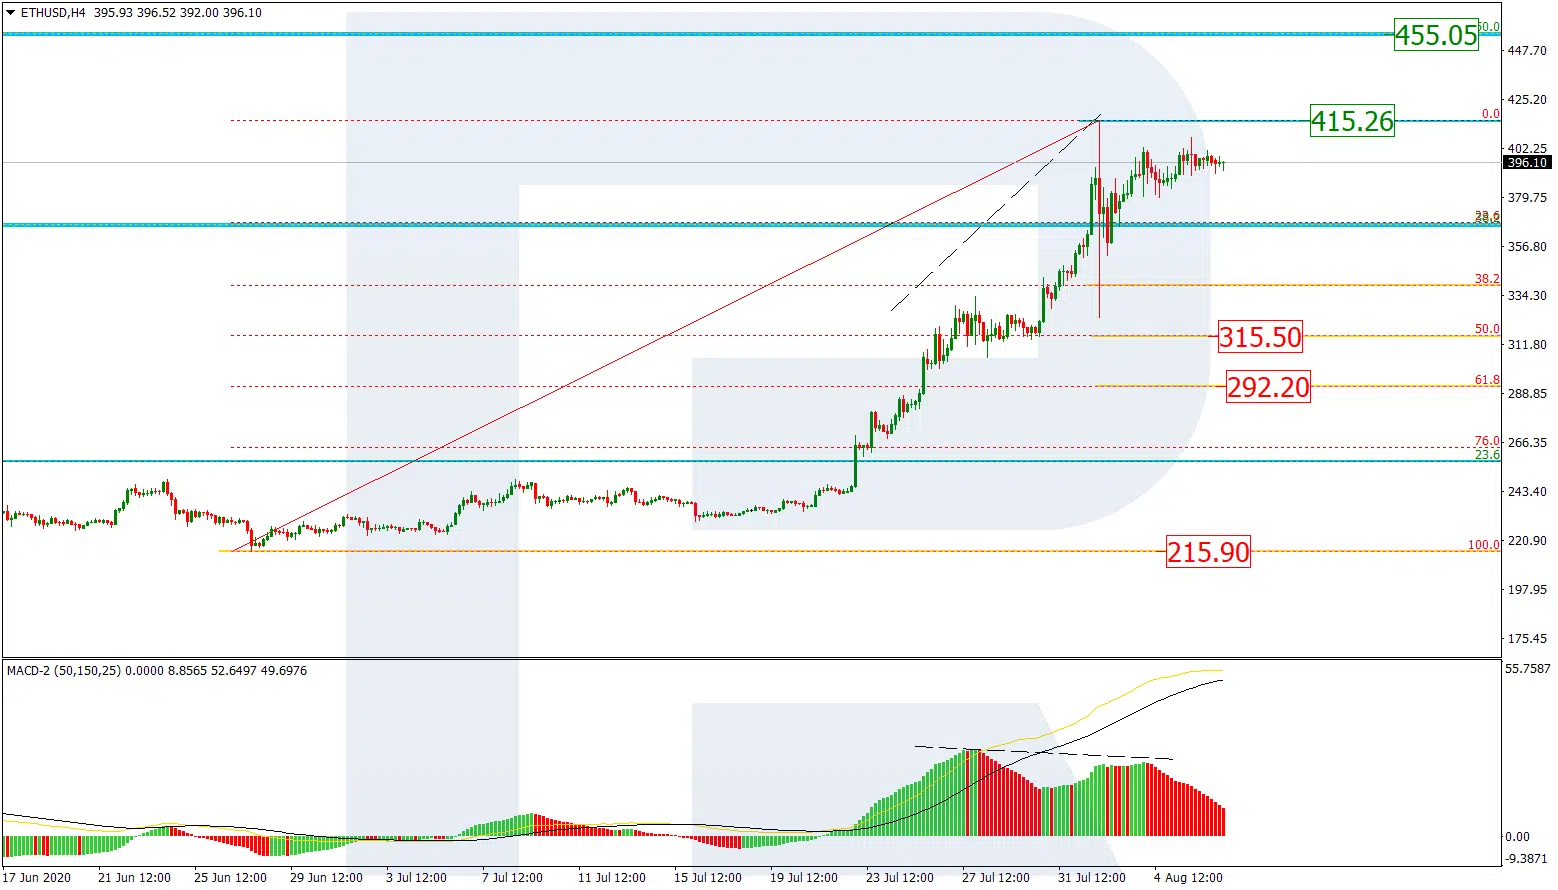 ETHUSD,H4 395.93 396.52 392.00 396.10
455.05
50.0
447.70
425.20
415.26
0.0
402.25
396.10
379.75
23.6
356.80
38.2
334.30
315.50
50.0
311.80
61.8
292.20
288.85
76.0
266.35
23.6
243.40
220.90
100.0
215.90
197.95
175.45
MACD-2 (50,150,25) 0.0000 8.8565 52.6497 49.6976
55.7587
0.00
-9.3871
17 Jun 2020
21 Jun 12:00
25 Jun 12:00
29 Jun 12:00
3 Jul 12:00
7 Jul 12:00
11 Jul 12:00
15 Jul 12:00
19 Jul 12:00
23 Jul 12:00
27 Jul 12:00
31 Jul 12:00
4 Aug 12:00